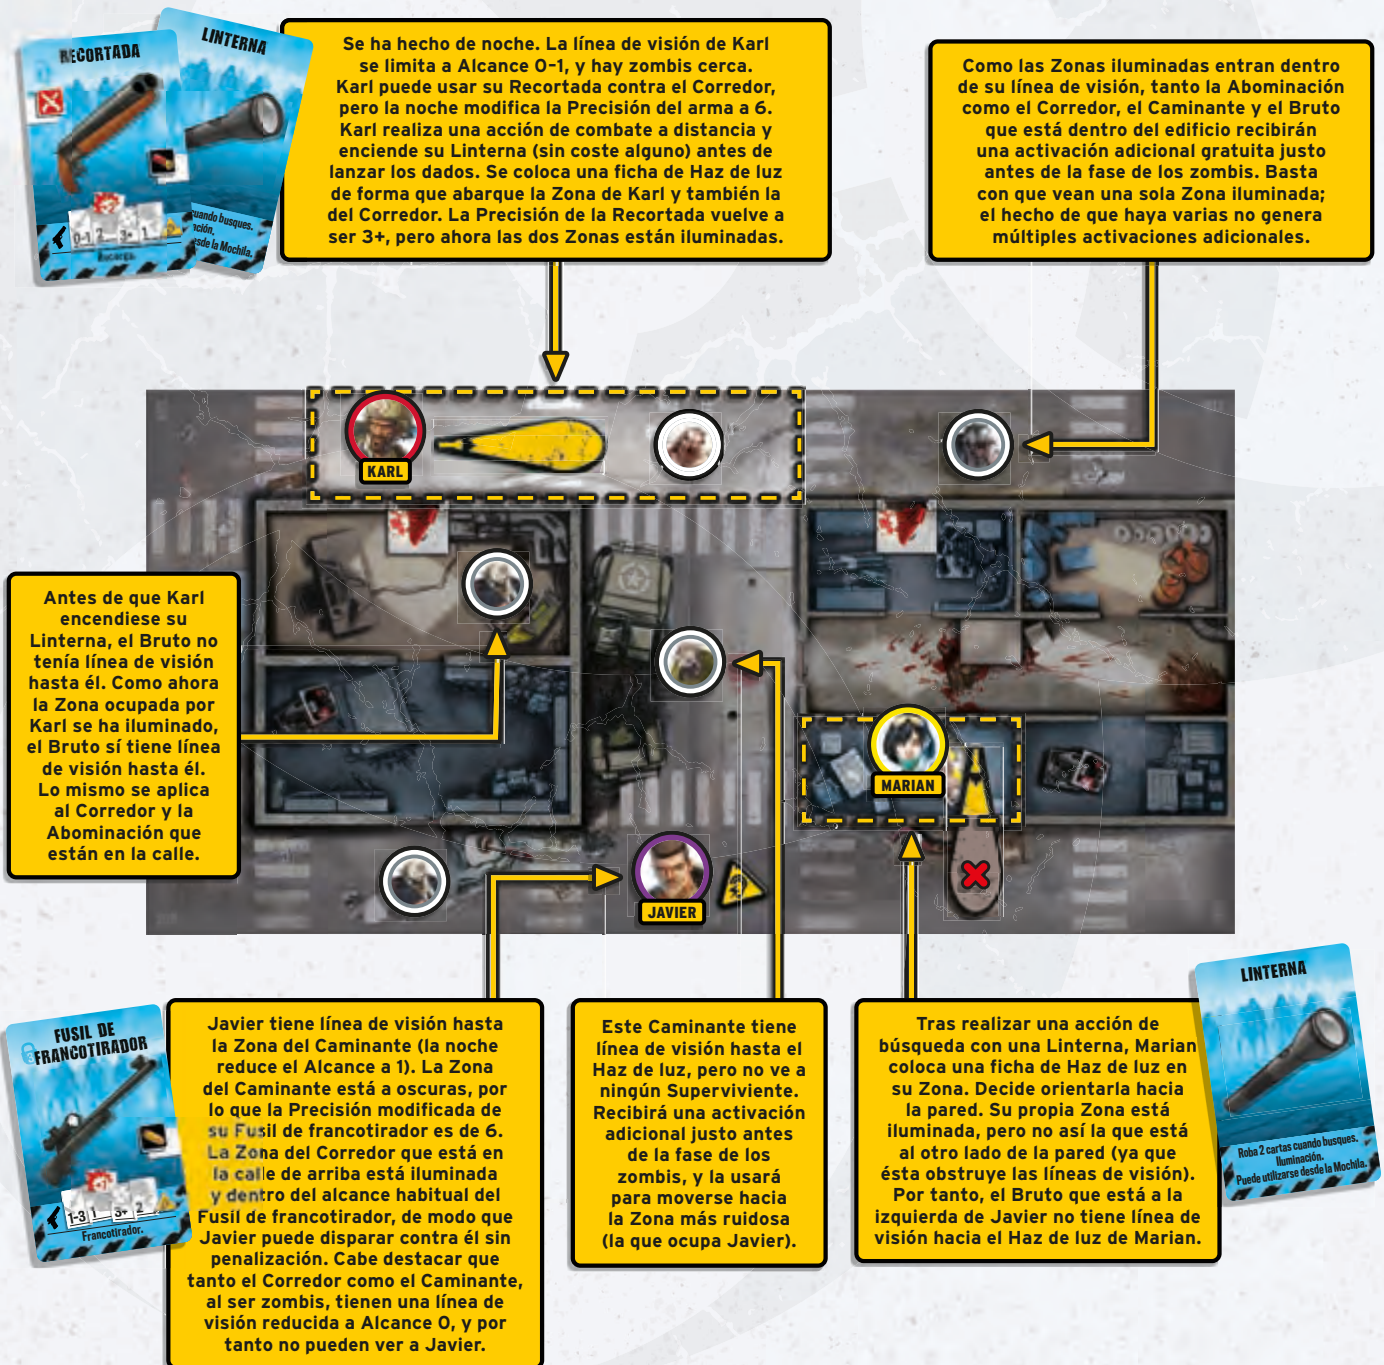 RECORTADA
0-1 2 3+ 1
Recarga.
LINTERNA
cuando busques.
desde la Mochila.
Se ha hecho de noche. La línea de visión de Karl
se limita a Alcance 0-1, y hay zombis cerca.
Karl puede usar su Recortada contra el Corredor,
pero la noche modifica la Precisión del arma a 6.
Karl realiza una acción de combate a distancia y
enciende su Linterna (sin coste alguno) antes de
lanzar los dados. Se coloca una ficha de Haz de luz
de forma que abarque la Zona de Karl y también la
del Corredor. La Precisión de la Recortada vuelve a
ser 3+, pero ahora las dos Zonas están iluminadas.
Como las Zonas iluminadas entran dentro
de su línea de visión, tanto la Abominación
como el Corredor, el Caminante y el Bruto
que está dentro del edificio recibirán
una activación adicional gratuita justo
antes de la fase de los zombis. Basta
con que vean una sola Zona iluminada;
el hecho de que haya varias no genera
múltiples activaciones adicionales.
KARL
Antes de que Karl
encendiese su
Linterna, el Bruto no
tenía línea de visión
hasta él. Como ahora
la Zona ocupada por
Karl se ha iluminado,
el Bruto sí tiene línea
de visión hasta él.
Lo mismo se aplica
al Corredor y la
Abominación que
están en la calle.
MARIAN
JAVIER
FUSIL DE
FRANCOTIRADOR
1-3 1 3+ 2
Francotirador.
Javier tiene línea de visión hasta
la Zona del Caminante (la noche
reduce el Alcance a 1). La Zona
del Caminante está a oscuras, por
lo que la Precisión modificada de
su Fusil de francotirador es de 6.
La Zona del Corredor que está en
la calle de arriba está iluminada
y dentro del alcance habitual del
Fusil de francotirador, de modo que
Javier puede disparar contra él sin
penalización. Cabe destacar que
tanto el Corredor como el Caminante,
al ser zombis, tienen una línea de
visión reducida a Alcance 0, y por
tanto no pueden ver a Javier.
Este Caminante tiene
línea de visión hasta el
Haz de luz, pero no ve a
ningún Superviviente.
Recibirá una activación
adicional justo antes
de la fase de los
zombis, y la usará
para moverse hacia
la Zona más ruidosa
(la que ocupa Javier).
Tras realizar una acción de
búsqueda con una Linterna, Marian
coloca una ficha de Haz de luz en
su Zona. Decide orientarla hacia
la pared. Su propia Zona está
iluminada, pero no así la que está
al otro lado de la pared (ya que
ésta obstruye las líneas de visión).
Por tanto, el Bruto que está a la
izquierda de Javier no tiene línea de
visión hacia el Haz de luz de Marian.
LINTERNA
Roba 2 cartas cuando busques.
Iluminación.
Puede utilizarse desde la Mochila.